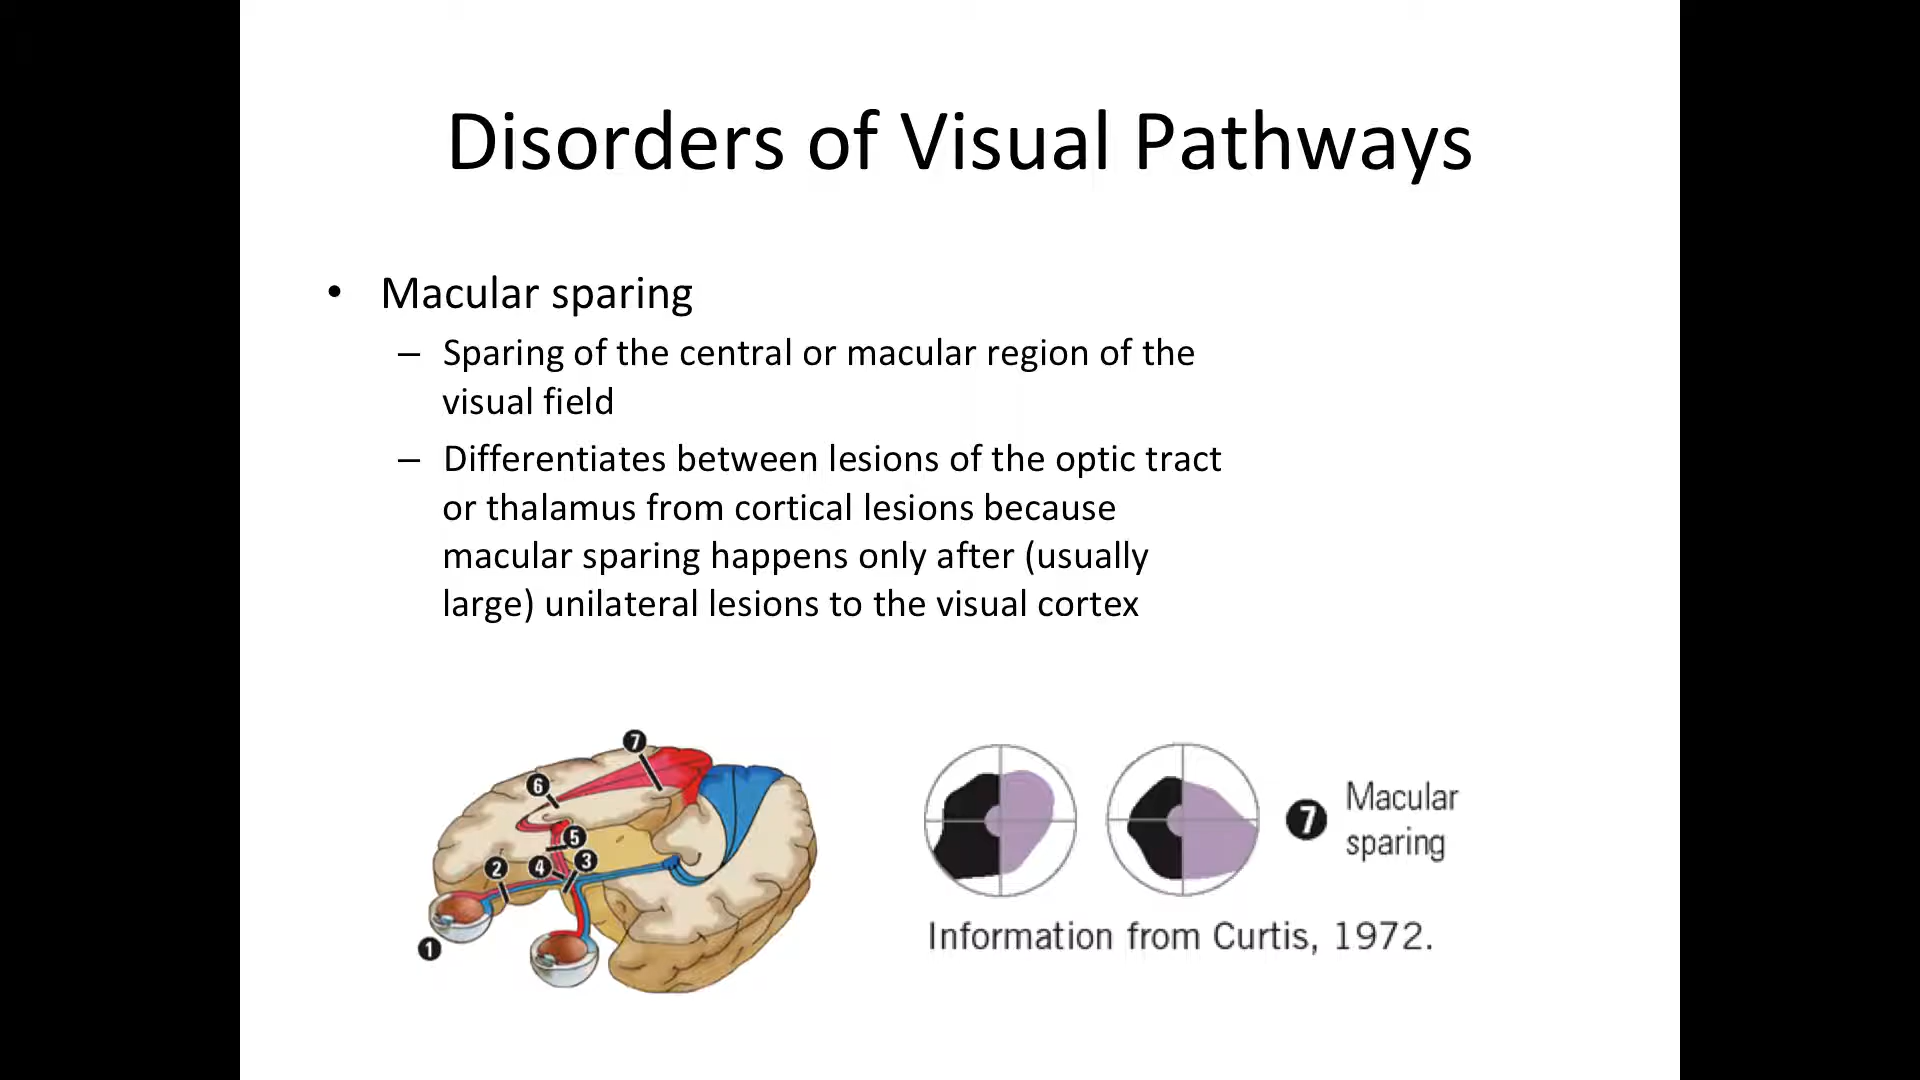 Disorders of Visual Pathways
• Macular sparing
– Sparing of the central or macular region of the
visual field
– Differentiates between lesions of the optic tract
or thalamus from cortical lesions because
macular sparing happens only after (usually
large) unilateral lesions to the visual cortex
7
6
5
4 3
2
1
7 Macular
sparing
Information from Curtis, 1972.